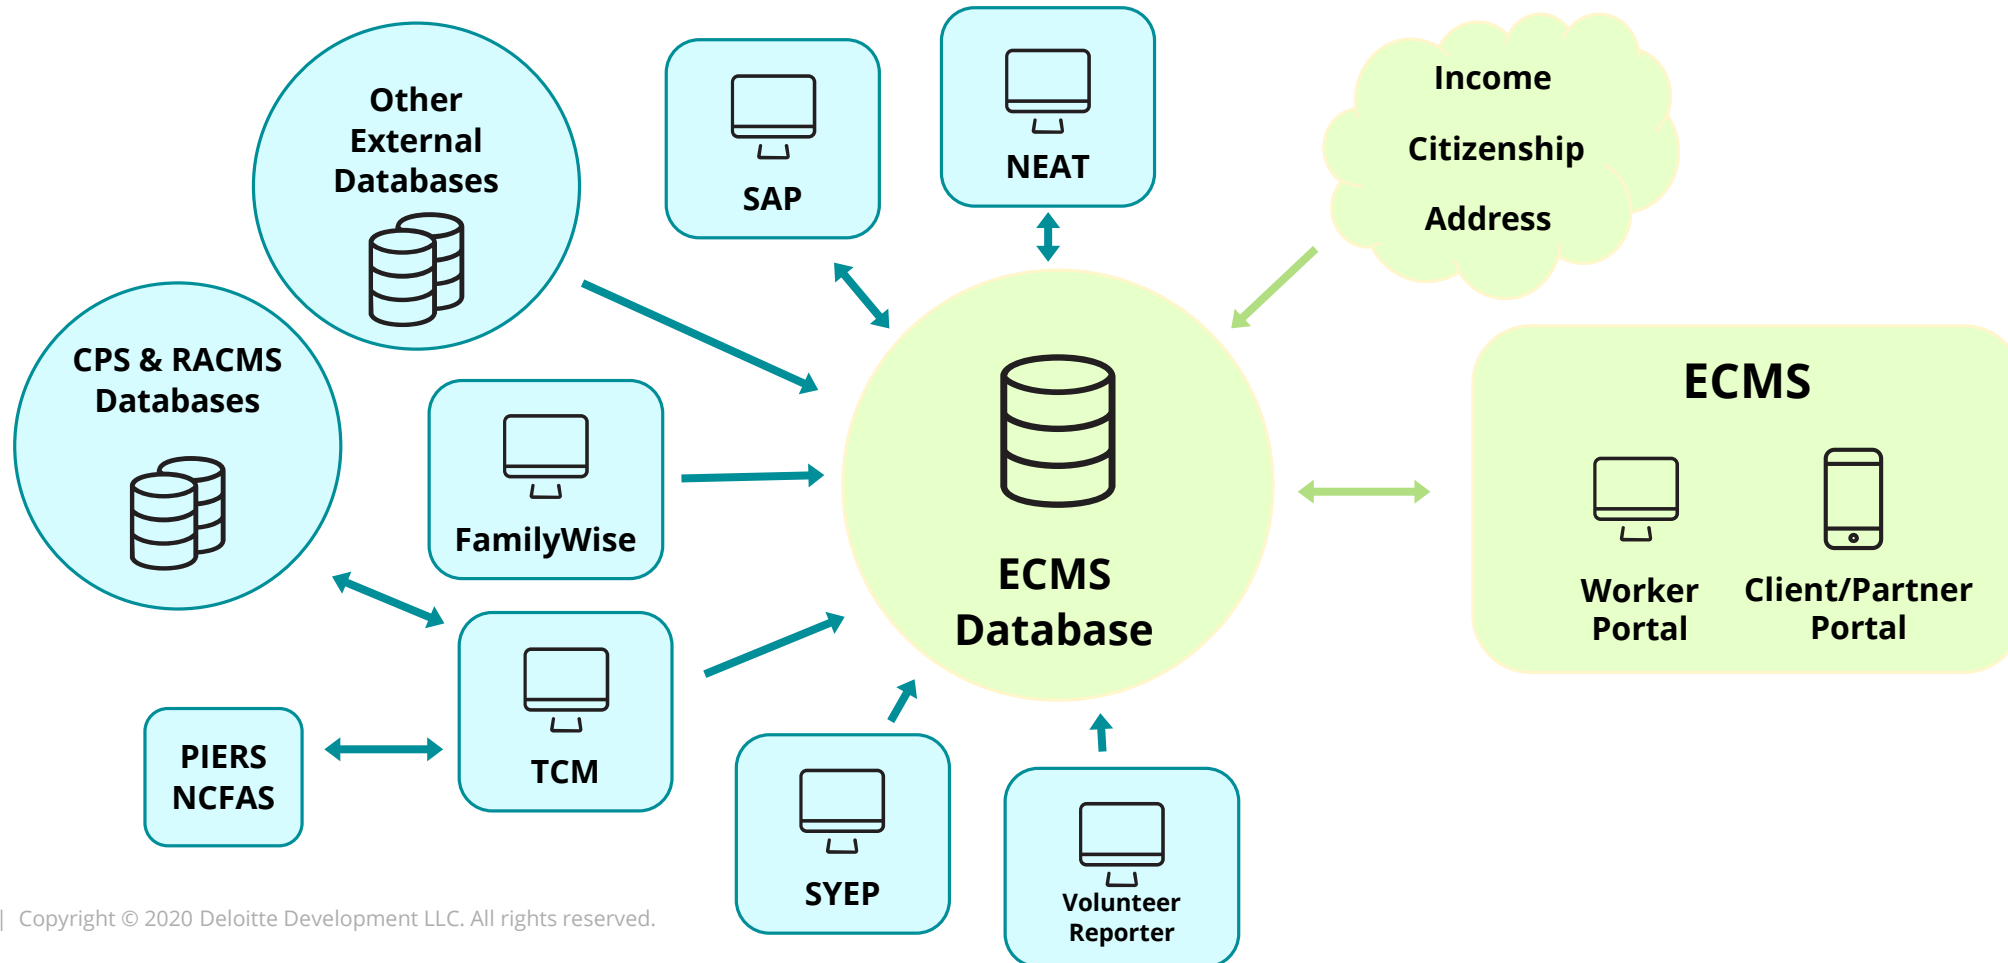 Other
External
Databases
SAP
NEAT
Income
Citizenship
Address
CPS & RACMS
Databases
FamilyWise
ECMS
Database
ECMS
Worker
Portal
Client/Partner
Portal
TCM
PIERS
NCFAS
SYEP
Volunteer
Reporter
| Copyright © 2020 Deloitte Development LLC. All rights reserved.